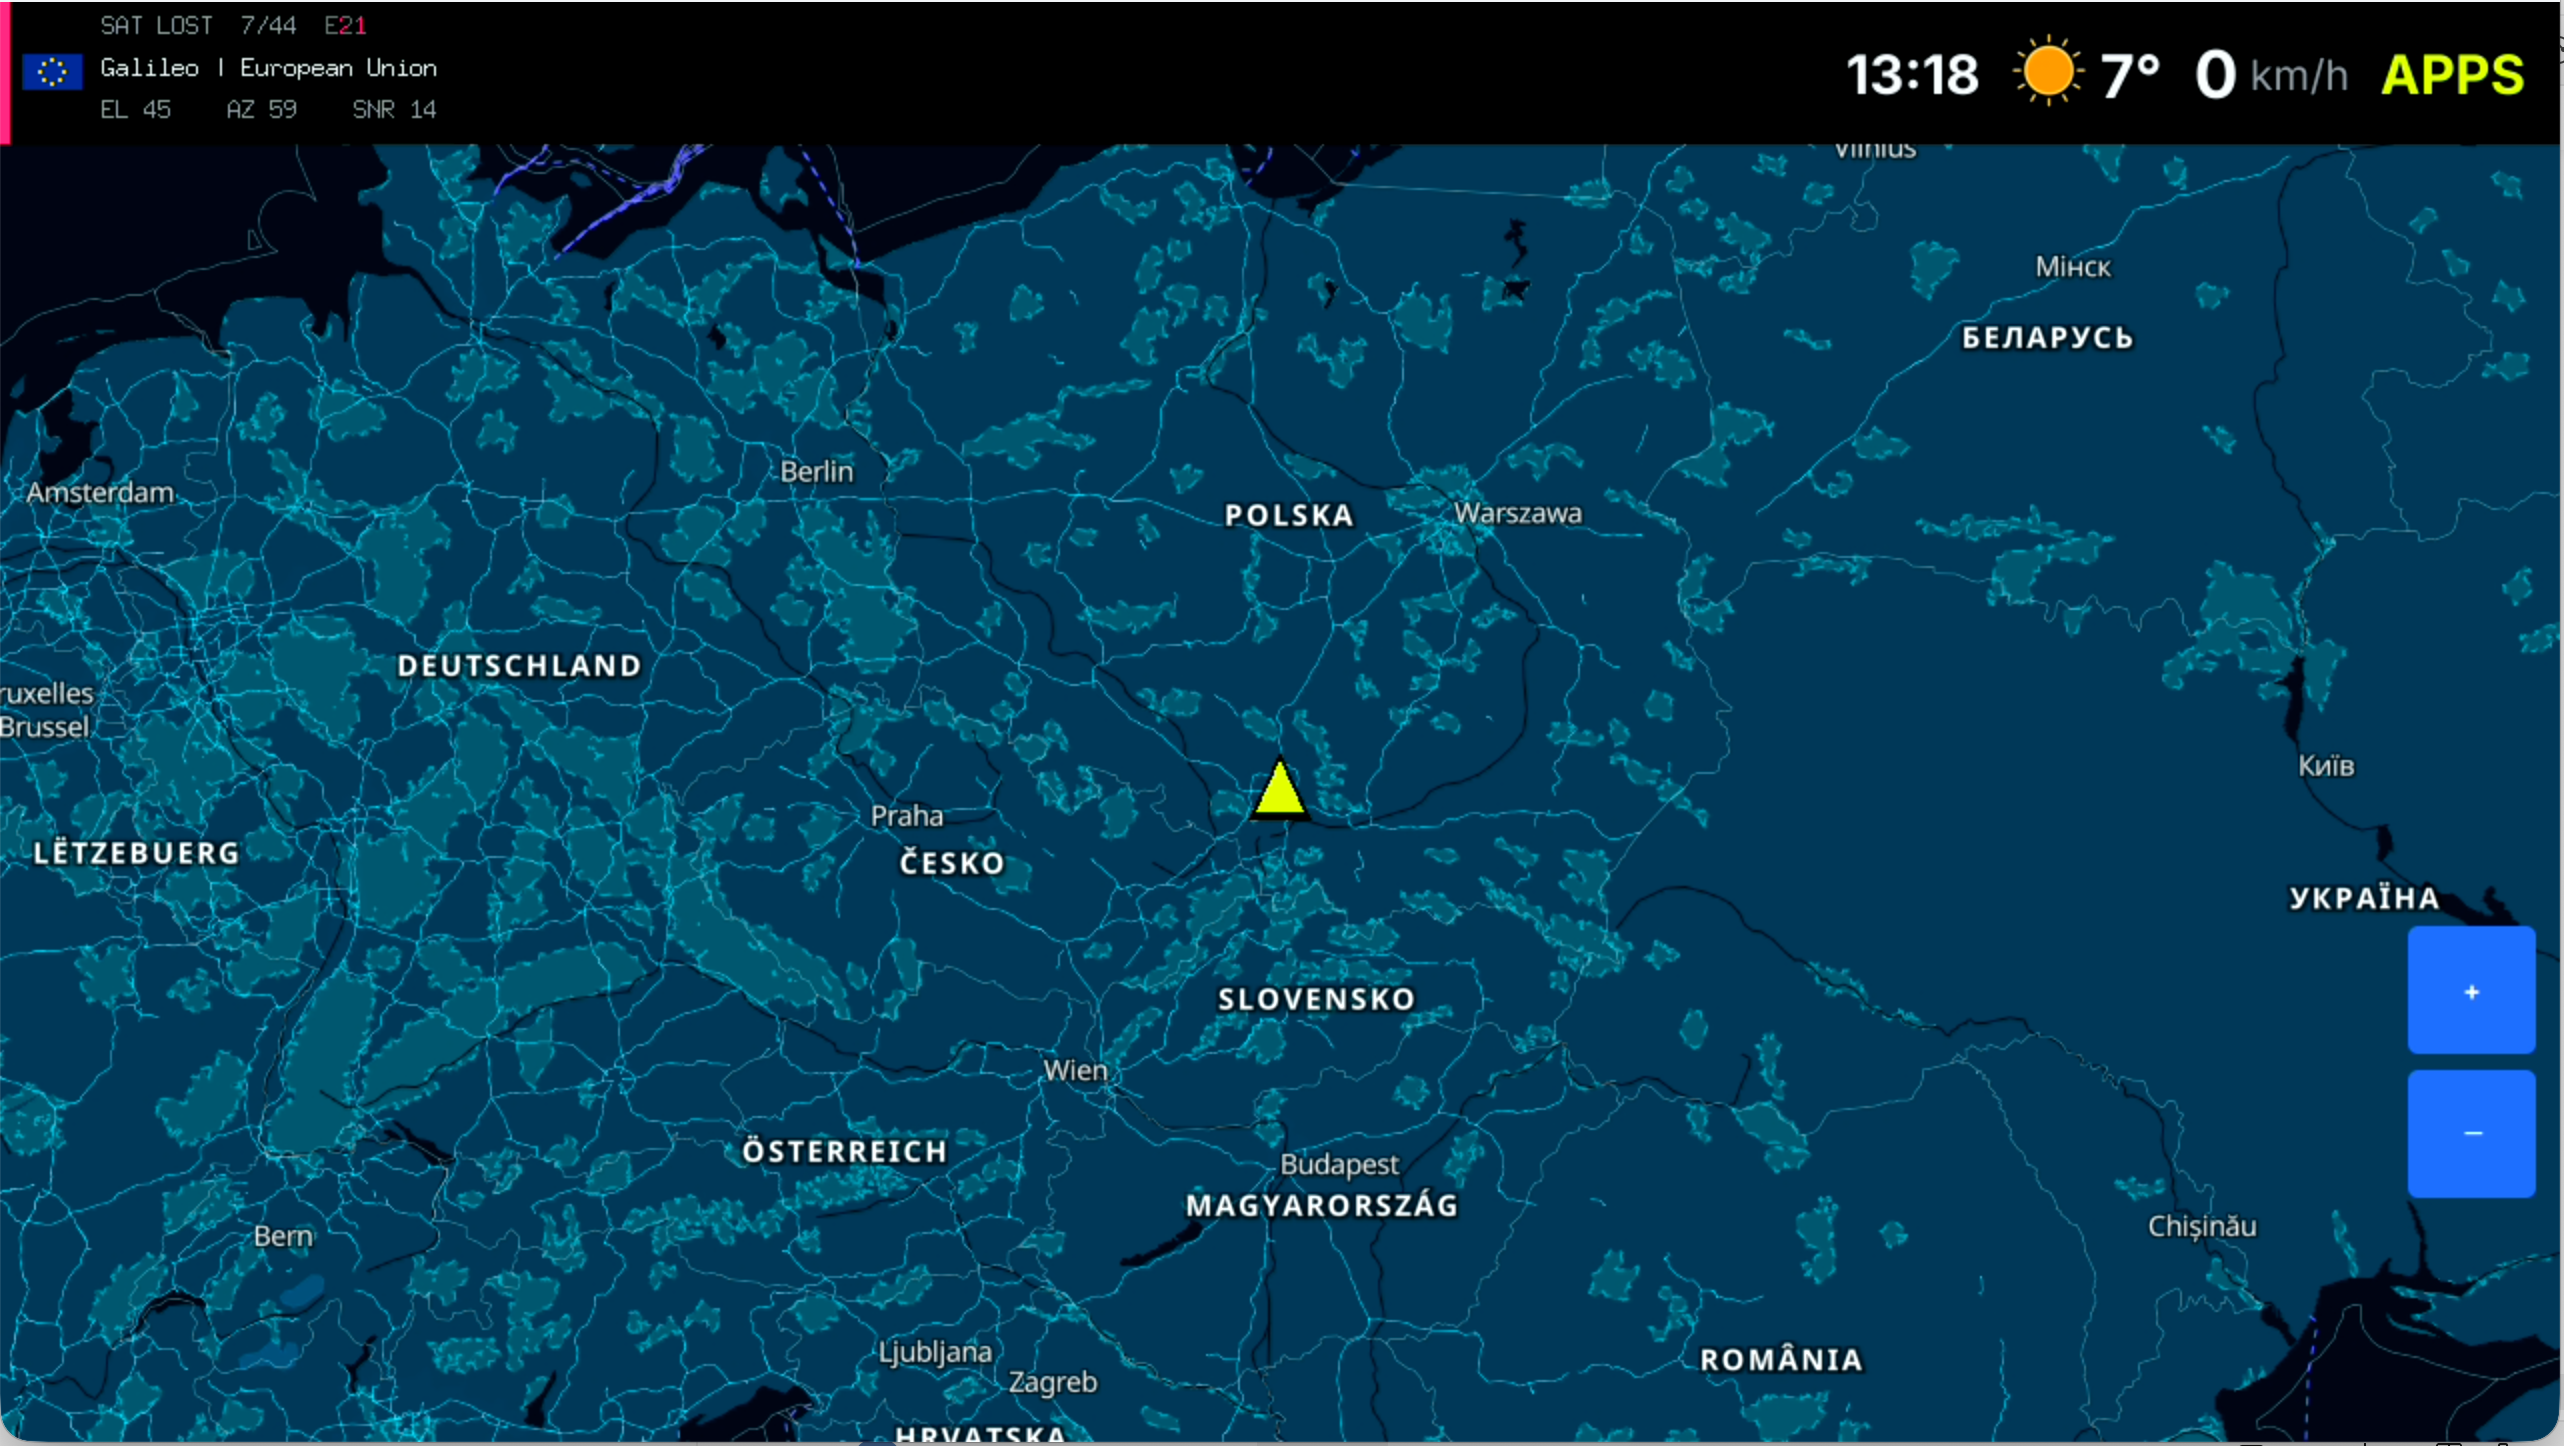 SAT LOST 7/44 E21
Galileo | European Union
EL 45 AZ 59 SNR 14
13:18 7° 0 km/h APPS
Vilnius
Мінск
БЕЛАРУСЬ
Berlin
Amsterdam
POLSKA
Warszawa
DEUTSCHLAND
ruxelles
Brussel
Київ
Praha
LËTZEBUERG
ČESKO
УКРАЇНА
+
SLOVENSKO
Wien
−
ÖSTERREICH
Budapest
MAGYARORSZÁG
Chișinău
Bern
Ljubljana
ROMÂNIA
Zagreb
HRVATSKA